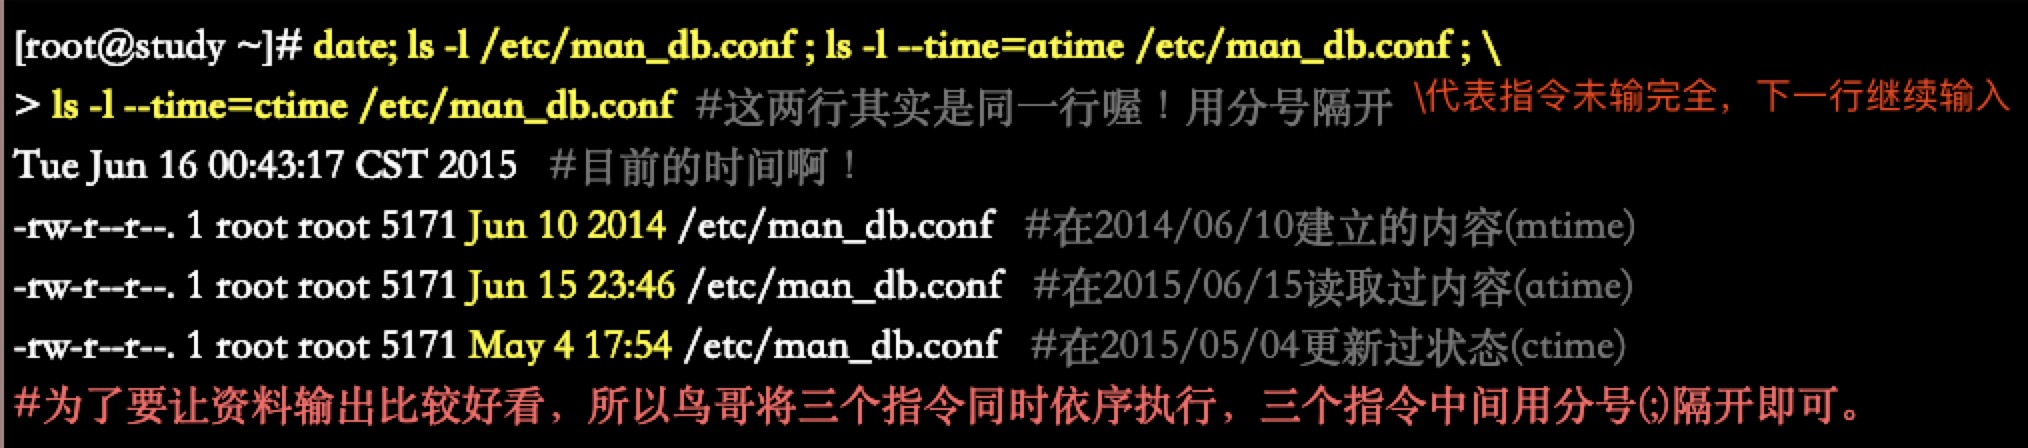 [root@study ~]# date; ls -l /etc/man_db.conf ; ls -l --time=atime /etc/man_db.conf ; \
> ls -l --time=ctime /etc/man_db.conf #这两行其实是同一行喔！用分号隔开 \代表指令未输完全，下一行继续输入
Tue Jun 16 00:43:17 CST 2015 #目前的时间啊！
-rw-r--r--. 1 root root 5171 Jun 10 2014 /etc/man_db.conf #在2014/06/10建立的内容(mtime)
-rw-r--r--. 1 root root 5171 Jun 15 23:46 /etc/man_db.conf #在2015/06/15读取过内容(atime)
-rw-r--r--. 1 root root 5171 May 4 17:54 /etc/man_db.conf #在2015/05/04更新过状态(ctime)
#为了要让资料输出比较好看，所以鸟哥将三个指令同时依序执行，三个指令中间用分号(;)隔开即可。